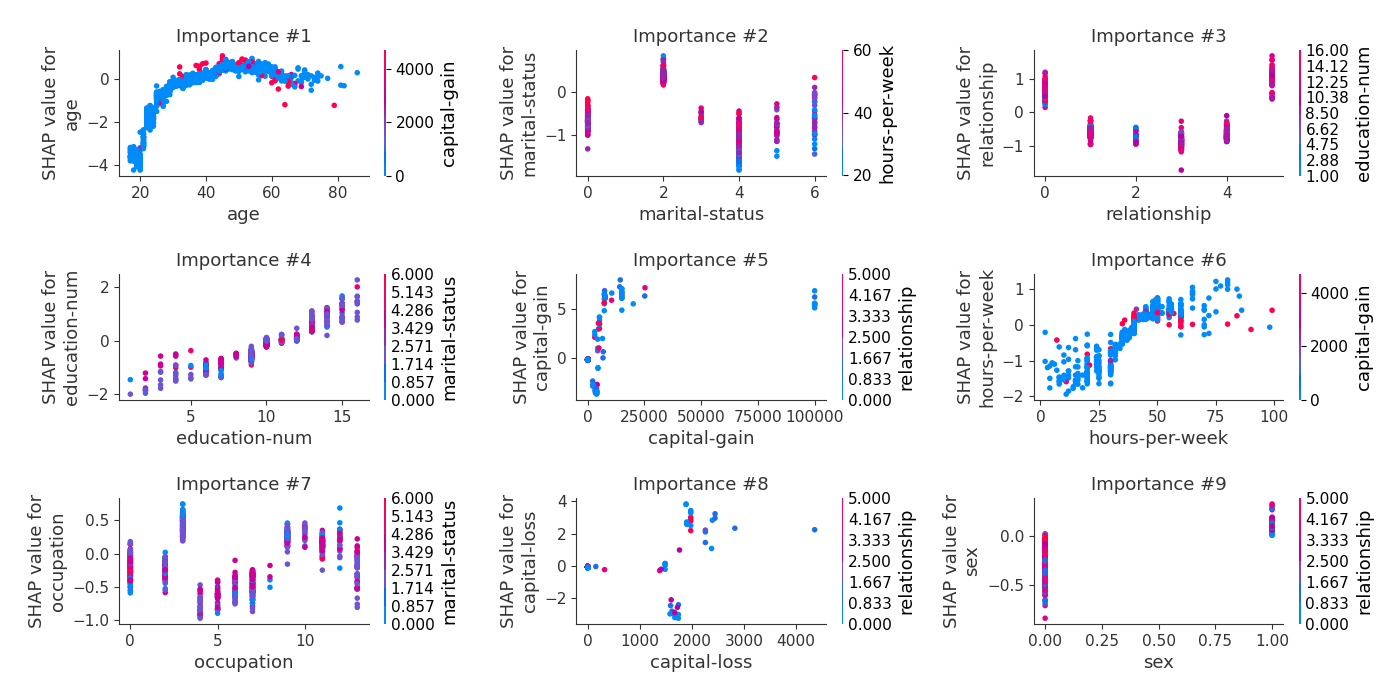 Importance #1
SHAP value for
age
0
−2
−4
20
40
60
80
age
4000
2000
0
capital-gain
Importance #2
SHAP value for
marital-status
0
−1
0
2
4
6
marital-status
60
40
20
hours-per-week
Importance #3
SHAP value for
relationship
1
0
−1
0
2
4
relationship
16.00
14.12
12.25
10.38
8.50
6.62
4.75
2.88
1.00
education-num
Importance #4
SHAP value for
education-num
2
0
−2
5
10
15
education-num
6.000
5.143
4.286
3.429
2.571
1.714
0.857
0.000
marital-status
Importance #5
SHAP value for
capital-gain
5
0
0
25000
50000
75000
100000
capital-gain
5.000
4.167
3.333
2.500
1.667
0.833
0.000
relationship
Importance #6
SHAP value for
hours-per-week
1
0
−1
−2
0
25
50
75
100
hours-per-week
4000
2000
0
capital-gain
Importance #7
SHAP value for
occupation
0.5
0.0
−0.5
−1.0
0
5
10
occupation
6.000
5.143
4.286
3.429
2.571
1.714
0.857
0.000
marital-status
Importance #8
SHAP value for
capital-loss
4
2
0
−2
0
1000
2000
3000
4000
capital-loss
5.000
4.167
3.333
2.500
1.667
0.833
0.000
relationship
Importance #9
SHAP value for
sex
0.0
−0.5
0.00
0.25
0.50
0.75
1.00
sex
5.000
4.167
3.333
2.500
1.667
0.833
0.000
relationship